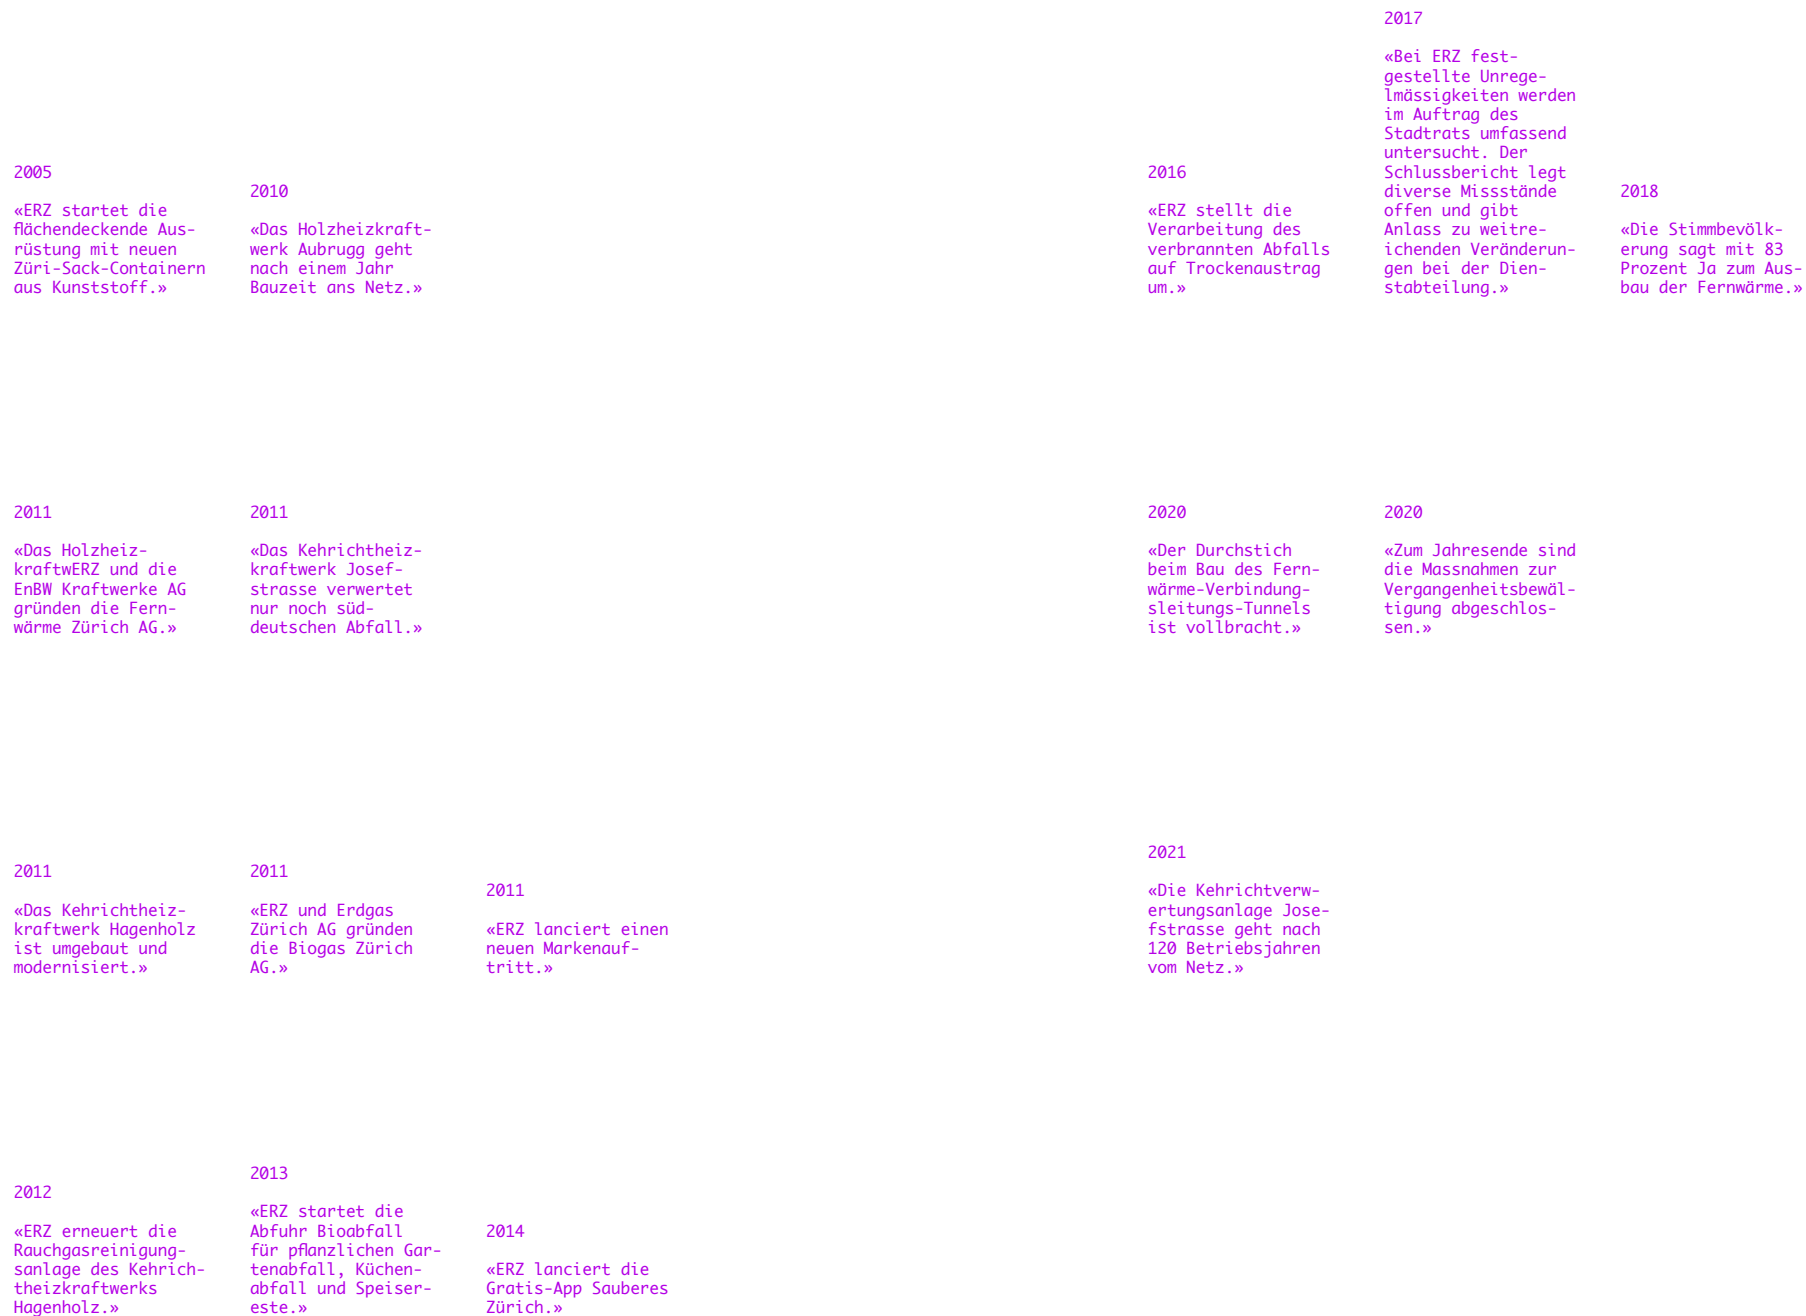 2005
«ERZ startet die
flächendeckende Aus-
rüstung mit neuen
Züri-Sack-Containern
aus Kunststoff.»
2010
«Das Holzheizkraft-
werk Aubrugg geht
nach einem Jahr
Bauzeit ans Netz.»
2011
«Das Holzheiz-
kraftwERZ und die
EnBW Kraftwerke AG
gründen die Fern-
wärme Zürich AG.»
2011
«Das Kehrichtheiz-
kraftwerk Josef-
strasse verwertet
nur noch süd-
deutschen Abfall.»
2011
«Das Kehrichtheiz-
kraftwerk Hagenholz
ist umgebaut und
modernisiert.»
2011
«ERZ und Erdgas
Zürich AG gründen
die Biogas Zürich
AG.»
2011
«ERZ lanciert einen
neuen Markenauf-
tritt.»
2012
«ERZ erneuert die
Rauchgasreinigung-
sanlage des Kehrich-
theizkraftwerks
Hagenholz.»
2013
«ERZ startet die
Abfuhr Bioabfall
für pflanzlichen Gar-
tenabfall, Küchen-
abfall und Speiser-
este.»
2014
«ERZ lanciert die
Gratis-App Sauberes
Zürich.»
2016
«ERZ stellt die
Verarbeitung des
verbrannten Abfalls
auf Trockenaustrag
um.»
2017
«Bei ERZ fest-
gestellte Unrege-
lmässigkeiten werden
im Auftrag des
Stadtrats umfassend
untersucht. Der
Schlussbericht legt
diverse Missstände
offen und gibt
Anlass zu weitre-
ichenden Veränderun-
gen bei der Dien-
stabteilung.»
2018
«Die Stimmbevölk-
erung sagt mit 83
Prozent Ja zum Aus-
bau der Fernwärme.»
2020
«Der Durchstich
beim Bau des Fern-
wärme-Verbindung-
sleitungs-Tunnels
ist vollbracht.»
2020
«Zum Jahresende sind
die Massnahmen zur
Vergangenheitsbewäl-
tigung abgeschlos-
sen.»
2021
«Die Kehrichtverw-
ertungsanlage Jose-
fstrasse geht nach
120 Betriebsjahren
vom Netz.»